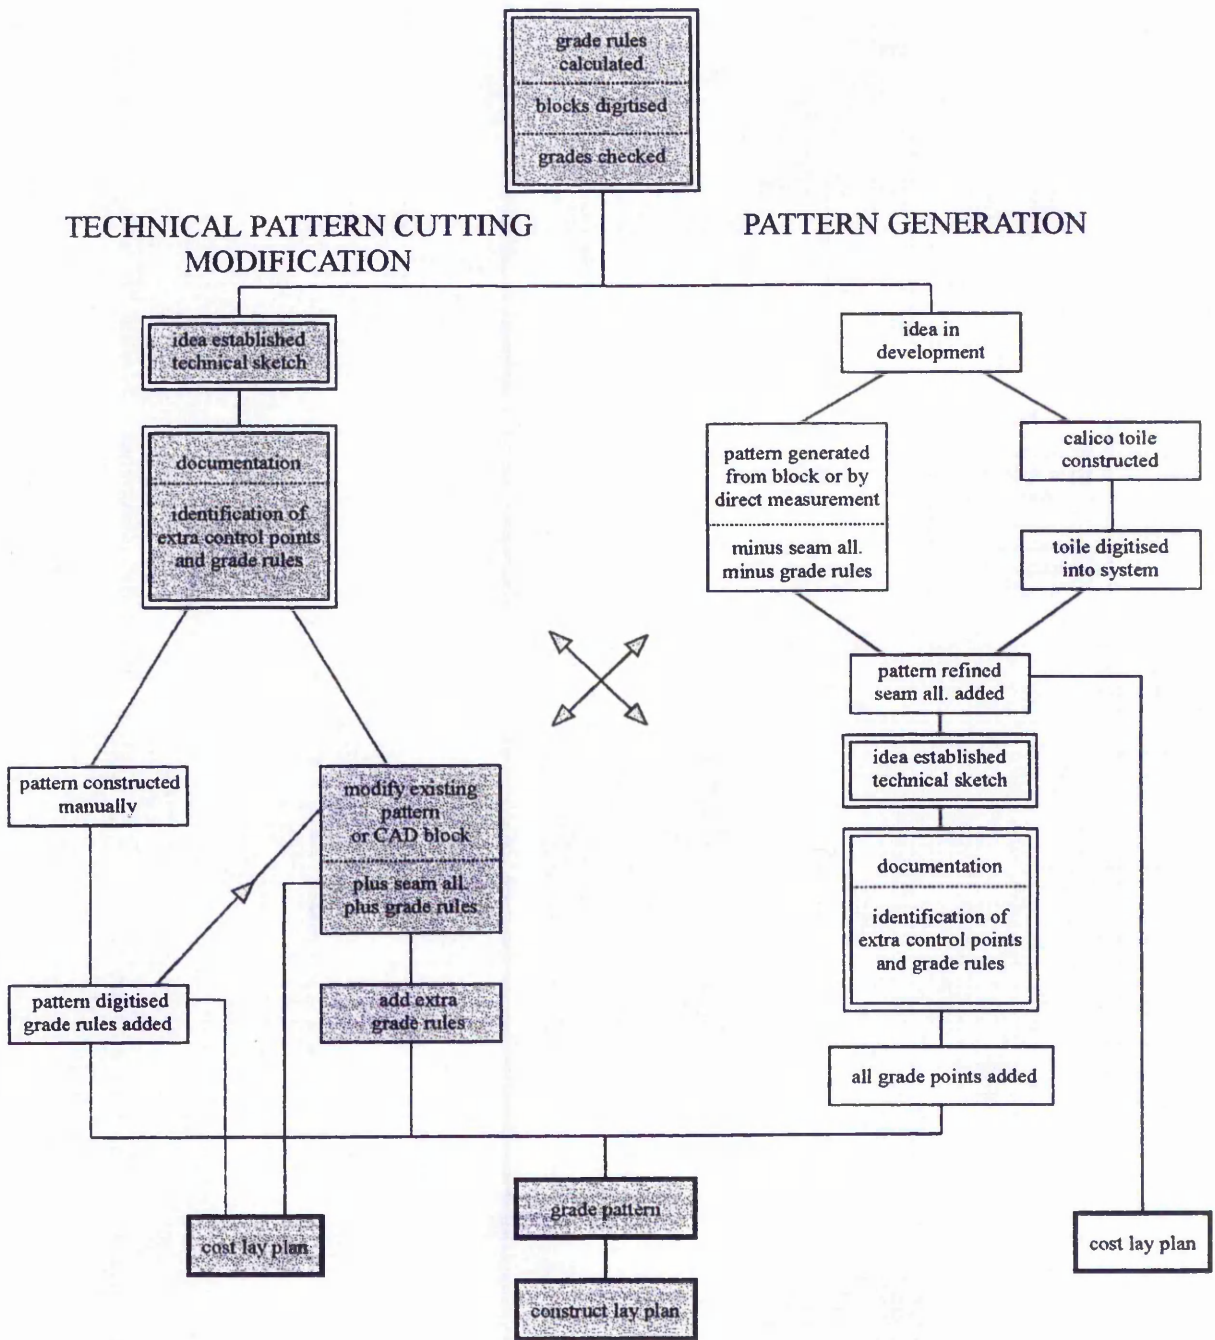 grade rules
calculated
blocks digitised
grades checked
TECHNICAL PATTERN CUTTING
MODIFICATION
PATTERN GENERATION
idea established
technical sketch
documentation
identification of
extra control points
and grade rules
pattern constructed
manually
modify existing
pattern
or CAD block
plus seam all.
plus grade rules
pattern digitised
grade rules added
add extra
grade rules
cost lay plan
idea in
development
pattern generated
from block or by
direct measurement
minus seam all.
minus grade rules
calico toile
constructed
toile digitised
into system
pattern refined
seam all. added
idea established
technical sketch
documentation
identification of
extra control points
and grade rules
all grade points added
grade pattern
construct lay plan
cost lay plan